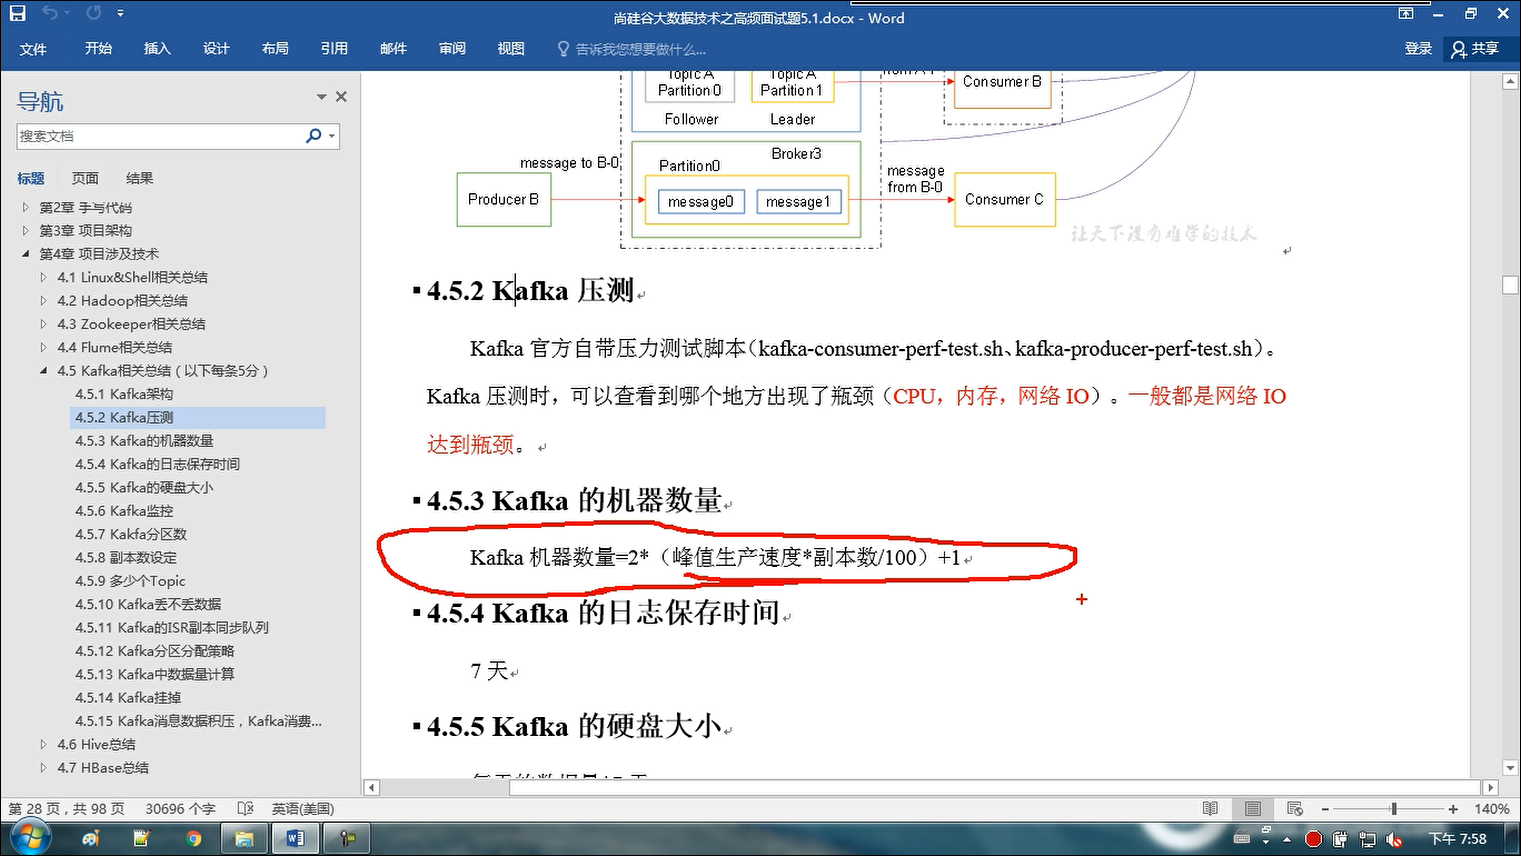 尚硅谷大数据技术之高频面试题5.1.docx - Word
文件 开始 插入 设计 布局 引用 邮件 审阅 视图 告诉我您想要做什么... 登录 共享
导航
搜索文档
标题 页面 结果
第2章 手写代码
第3章 项目架构
第4章 项目涉及技术
4.1 Linux&Shell相关总结
4.2 Hadoop相关总结
4.3 Zookeeper相关总结
4.4 Flume相关总结
4.5 Kafka相关总结（以下每条5分）
4.5.1 Kafka架构
4.5.2 Kafka压测
4.5.3 Kafka的机器数量
4.5.4 Kafka的日志保存时间
4.5.5 Kafka的硬盘大小
4.5.6 Kafka监控
4.5.7 Kakfa分区数
4.5.8 副本数设定
4.5.9 多少个Topic
4.5.10 Kafka丢不丢数据
4.5.11 Kafka的ISR副本同步队列
4.5.12 Kafka分区分配策略
4.5.13 Kafka中数据量计算
4.5.14 Kafka挂掉
4.5.15 Kafka消息数据积压，Kafka消费...
4.6 Hive总结
4.7 HBase总结
Topic A
Partition 0
Topic A
Partition 1
Follower
Leader
Consumer B
Broker3
message to B-0
Partition0
message
from B-0
Producer B
message0
message1
Consumer C
让天下没有难学的技术
4.5.2 Kafka 压测
Kafka 官方自带压力测试脚本（kafka-consumer-perf-test.sh、kafka-producer-perf-test.sh）。
Kafka 压测时，可以查看到哪个地方出现了瓶颈（CPU，内存，网络 IO）。一般都是网络 IO
达到瓶颈。
4.5.3 Kafka 的机器数量
Kafka 机器数量=2*（峰值生产速度*副本数/100）+1
4.5.4 Kafka 的日志保存时间
7 天
4.5.5 Kafka 的硬盘大小
第 28 页，共 98 页 30696 个字 英语(美国) 140%
下午 7:58